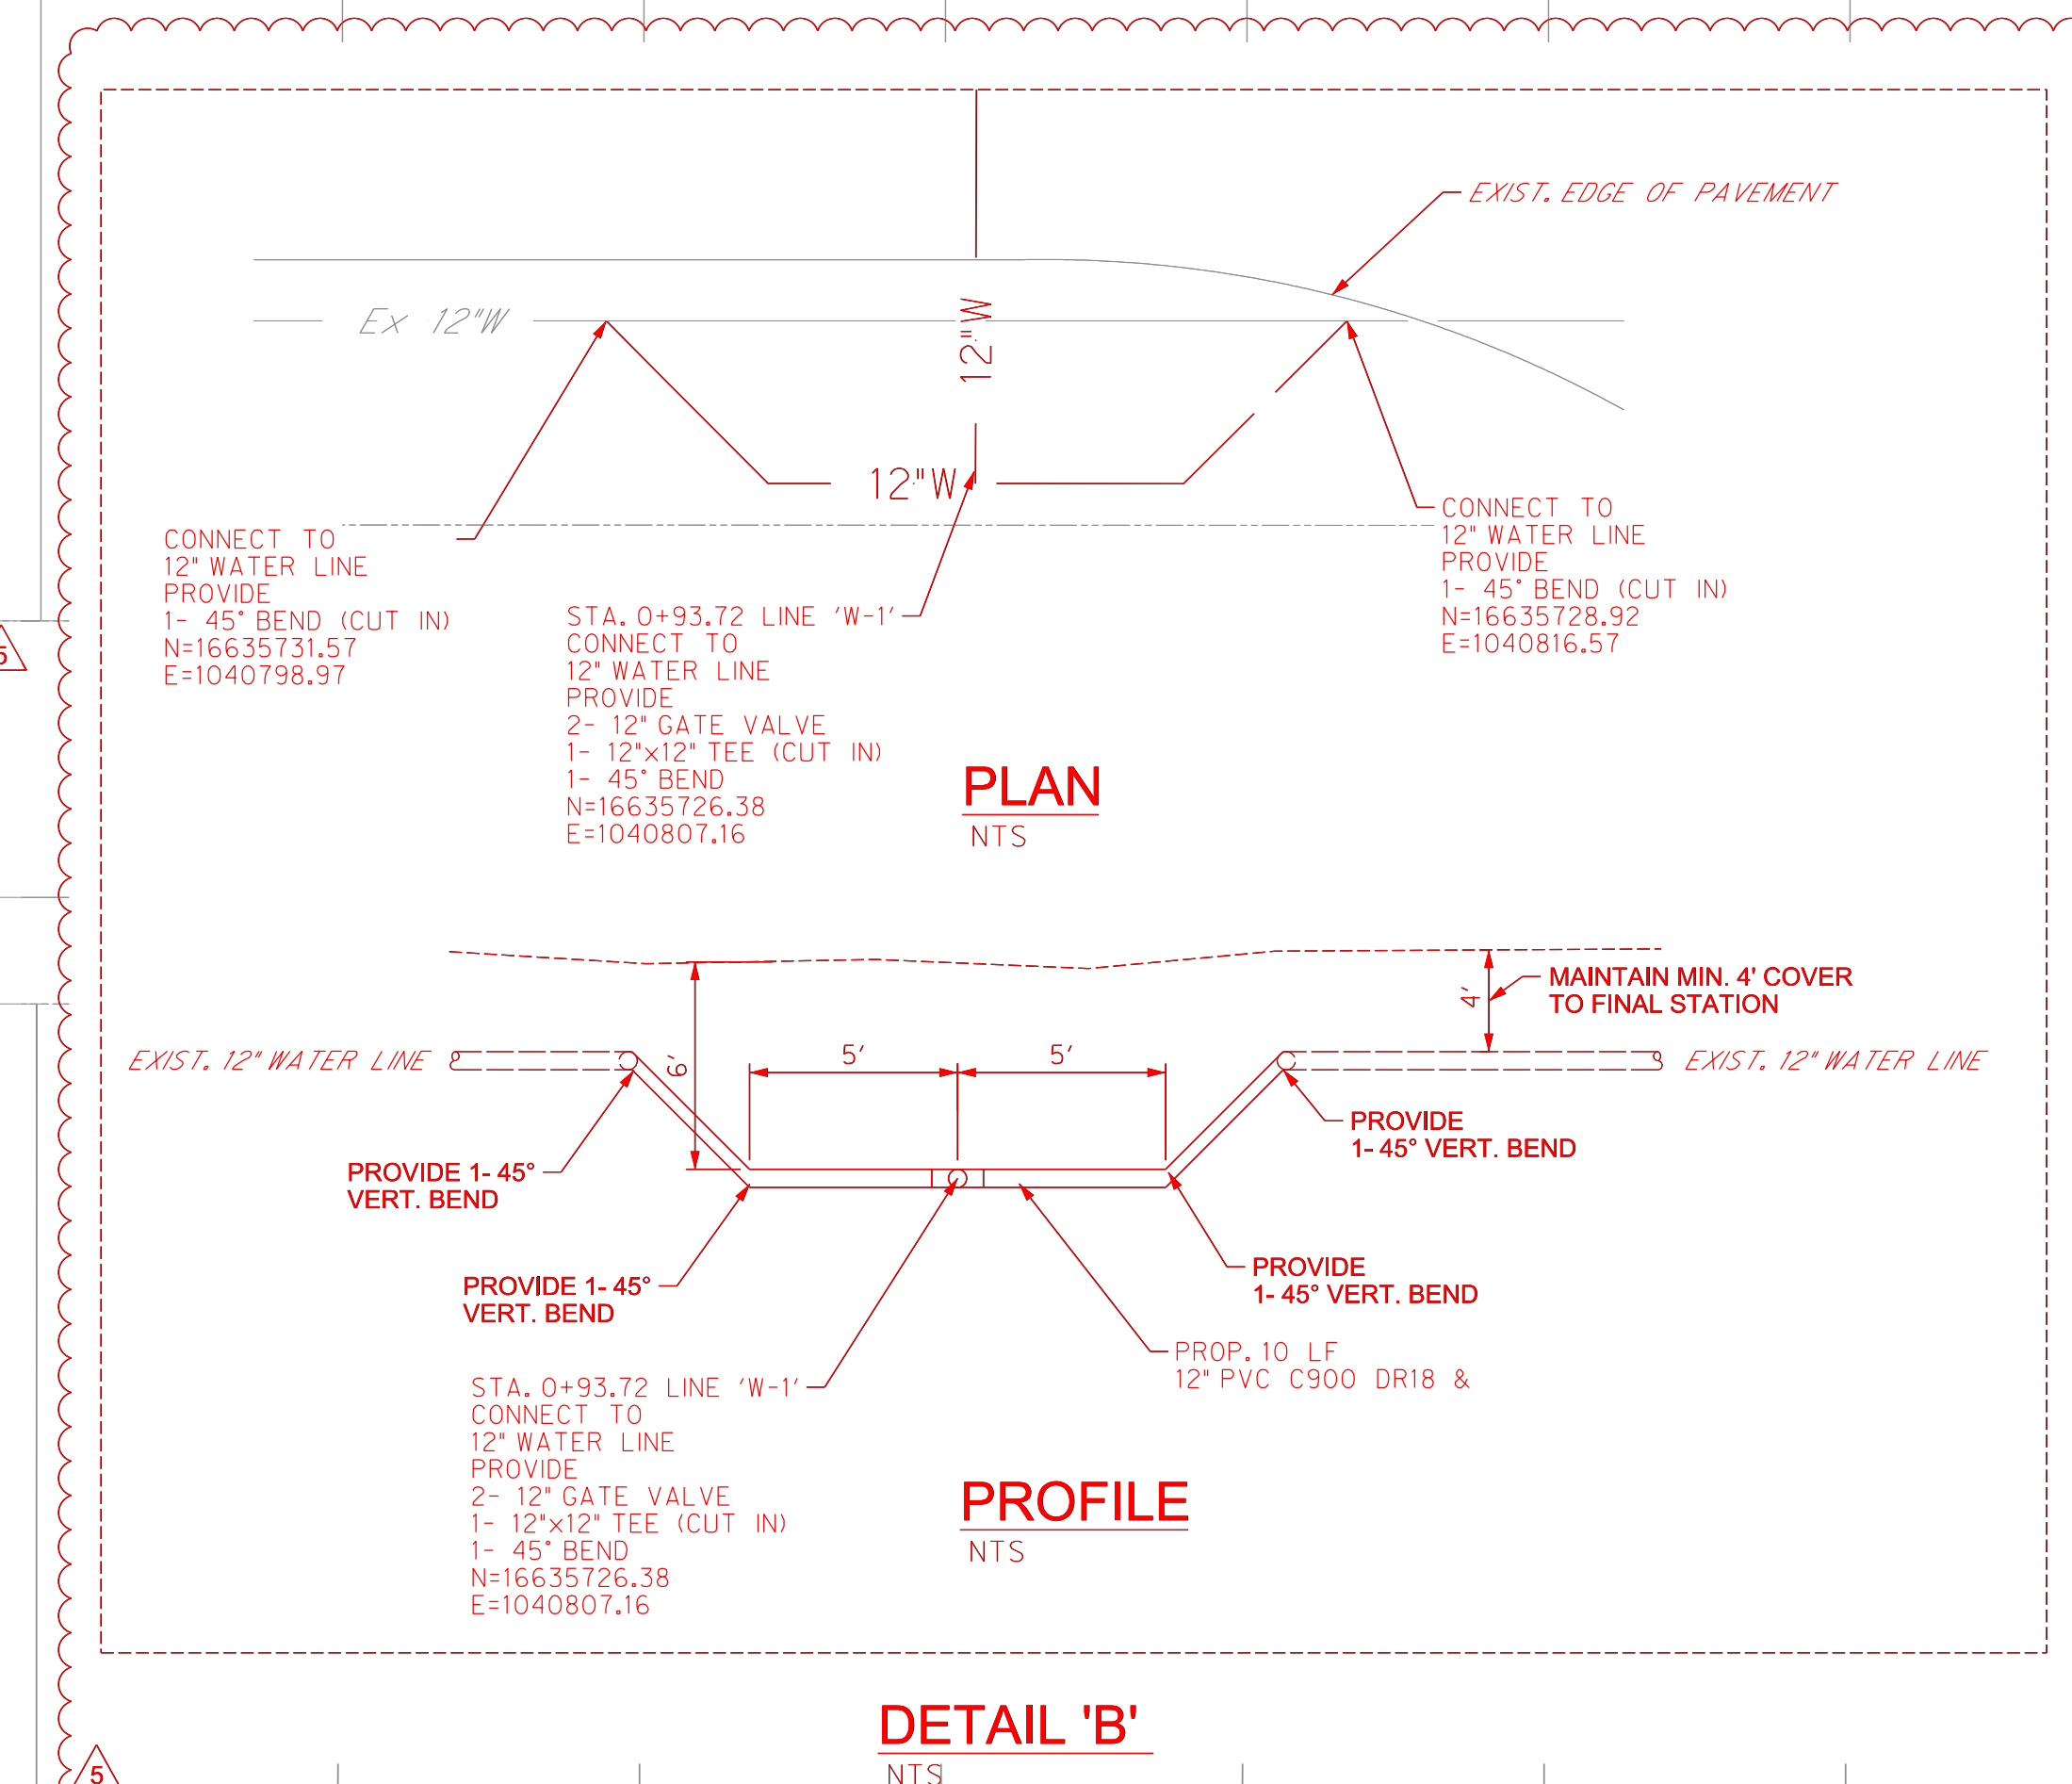 EXIST. EDGE OF PAVEMENT
Ex 12"W
12"W
12"W
CONNECT TO
12" WATER LINE
PROVIDE
1- 45° BEND (CUT IN)
N=16635731.57
E=1040798.97
STA. 0+93.72 LINE 'W-1'
CONNECT TO
12" WATER LINE
PROVIDE
2- 12" GATE VALVE
1- 12"x12" TEE (CUT IN)
1- 45° BEND
N=16635726.38
E=1040807.16
CONNECT TO
12" WATER LINE
PROVIDE
1- 45° BEND (CUT IN)
N=16635728.92
E=1040816.57
5
PLAN
NTS
MAINTAIN MIN. 4' COVER
TO FINAL STATION
4'
EXIST. 12" WATER LINE
6'
5'
5'
EXIST. 12" WATER LINE
PROVIDE
1- 45° VERT. BEND
PROVIDE 1- 45°
VERT. BEND
PROVIDE 1- 45°
VERT. BEND
PROVIDE
1- 45° VERT. BEND
PROP. 10 LF
12" PVC C900 DR18 &
STA. 0+93.72 LINE 'W-1'
CONNECT TO
12" WATER LINE
PROVIDE
2- 12" GATE VALVE
1- 12"x12" TEE (CUT IN)
1- 45° BEND
N=16635726.38
E=1040807.16
PROFILE
NTS
DETAIL 'B'
NTS
5